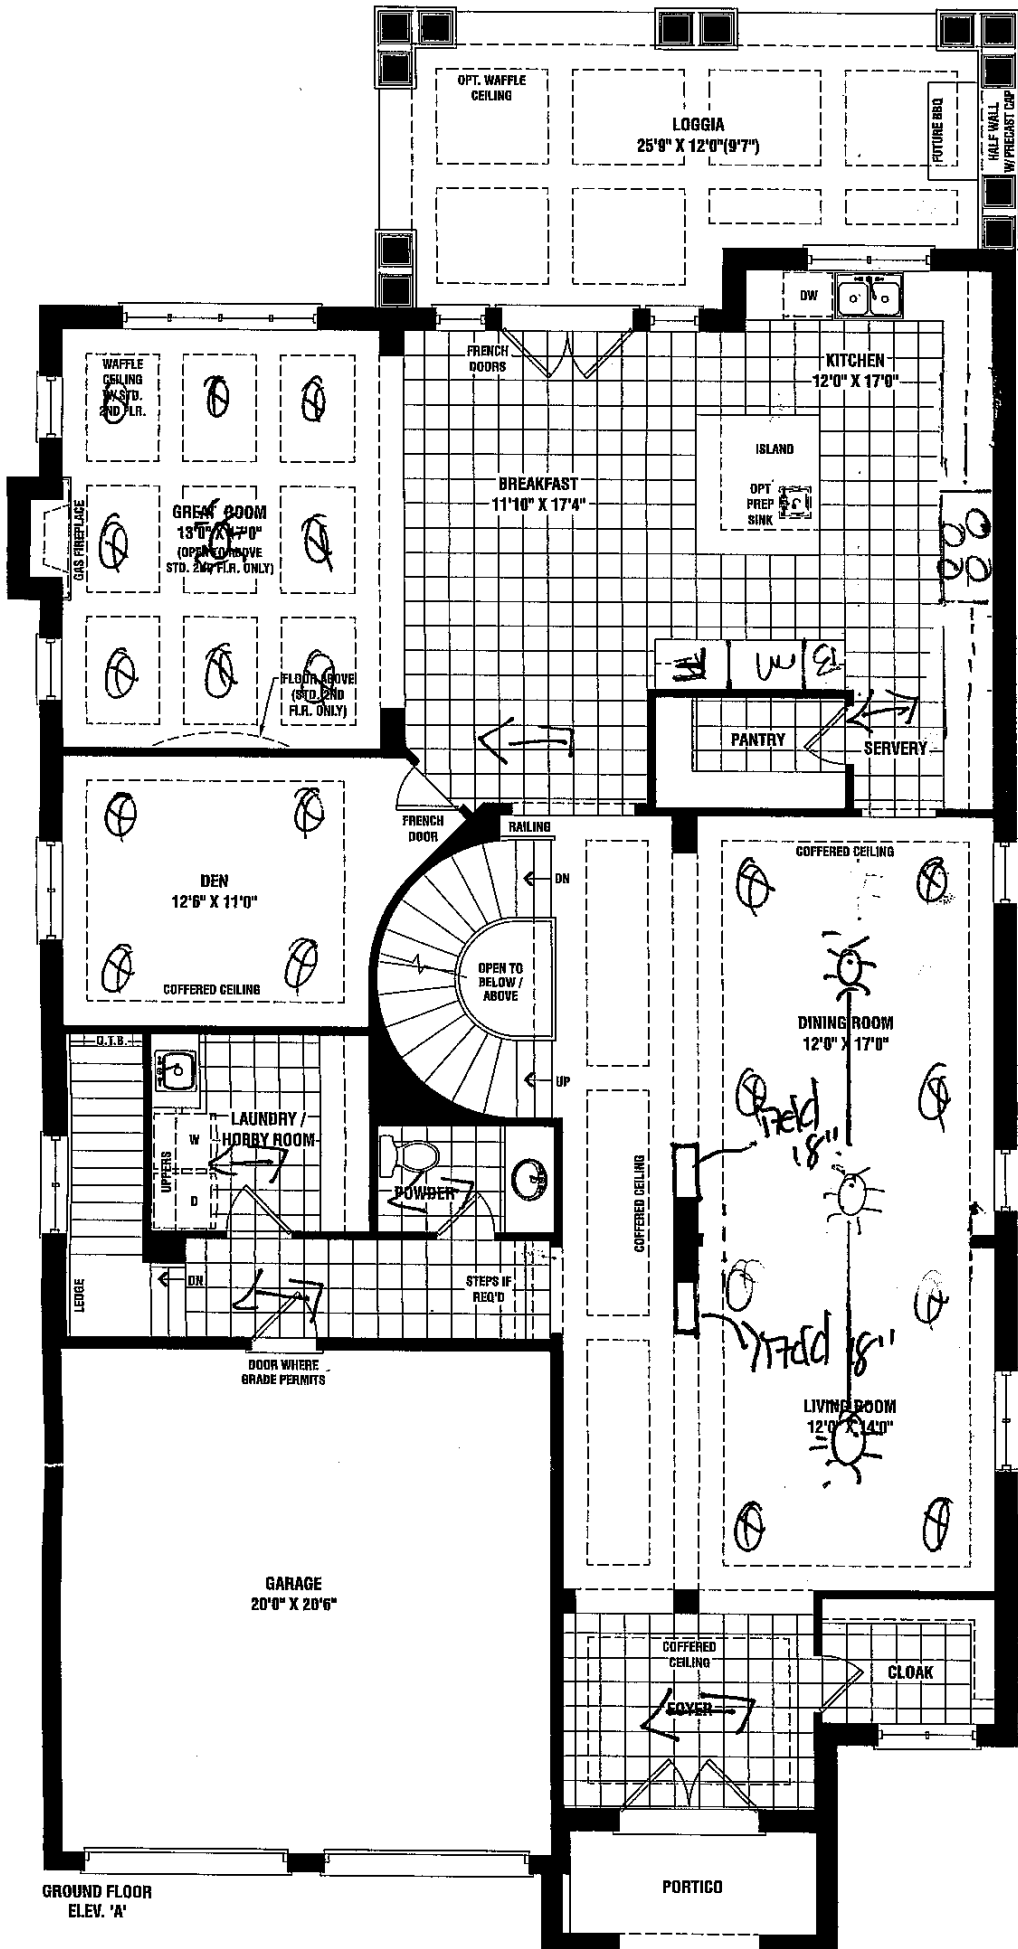 OPT. WAFFLE
CEILING
LOGGIA
25'9" X 12'0"(9'7")
FUTURE BBQ
HALF WALL
W/ PRECAST CAP
DW
KITCHEN
12'0" X 17'0"
FRENCH
DOORS
WAFFLE
CEILING
W/ STD.
2ND FLR.
ISLAND
OPT
PREP
SINK
BREAKFAST
11'10" X 17'4"
GREAT ROOM
13'0" X 17'0"
(OPEN TO ABOVE
STD. 2ND FLR. ONLY)
GAS FIREPLACE
FLOOR ABOVE
(STD. 2ND
FLR. ONLY)
PANTRY
SERVERY
FRENCH
DOOR
RAILING
COFFERED CEILING
DN
DEN
12'6" X 11'0"
COFFERED CEILING
OPEN TO
BELOW /
ABOVE
DINING ROOM
12'0" X 17'0"
O.T.B.
UP
LAUNDRY /
HOBBY ROOM
UPPERS
W
D
POWDER
COFFERED CEILING
18"
LEDGE
DN
STEPS IF
REQ'D
18"
DOOR WHERE
GRADE PERMITS
LIVING ROOM
12'0" X 14'0"
GARAGE
20'0" X 20'6"
COFFERED
CEILING
FOYER
CLOAK
PORTICO
GROUND FLOOR
ELEV. 'A'